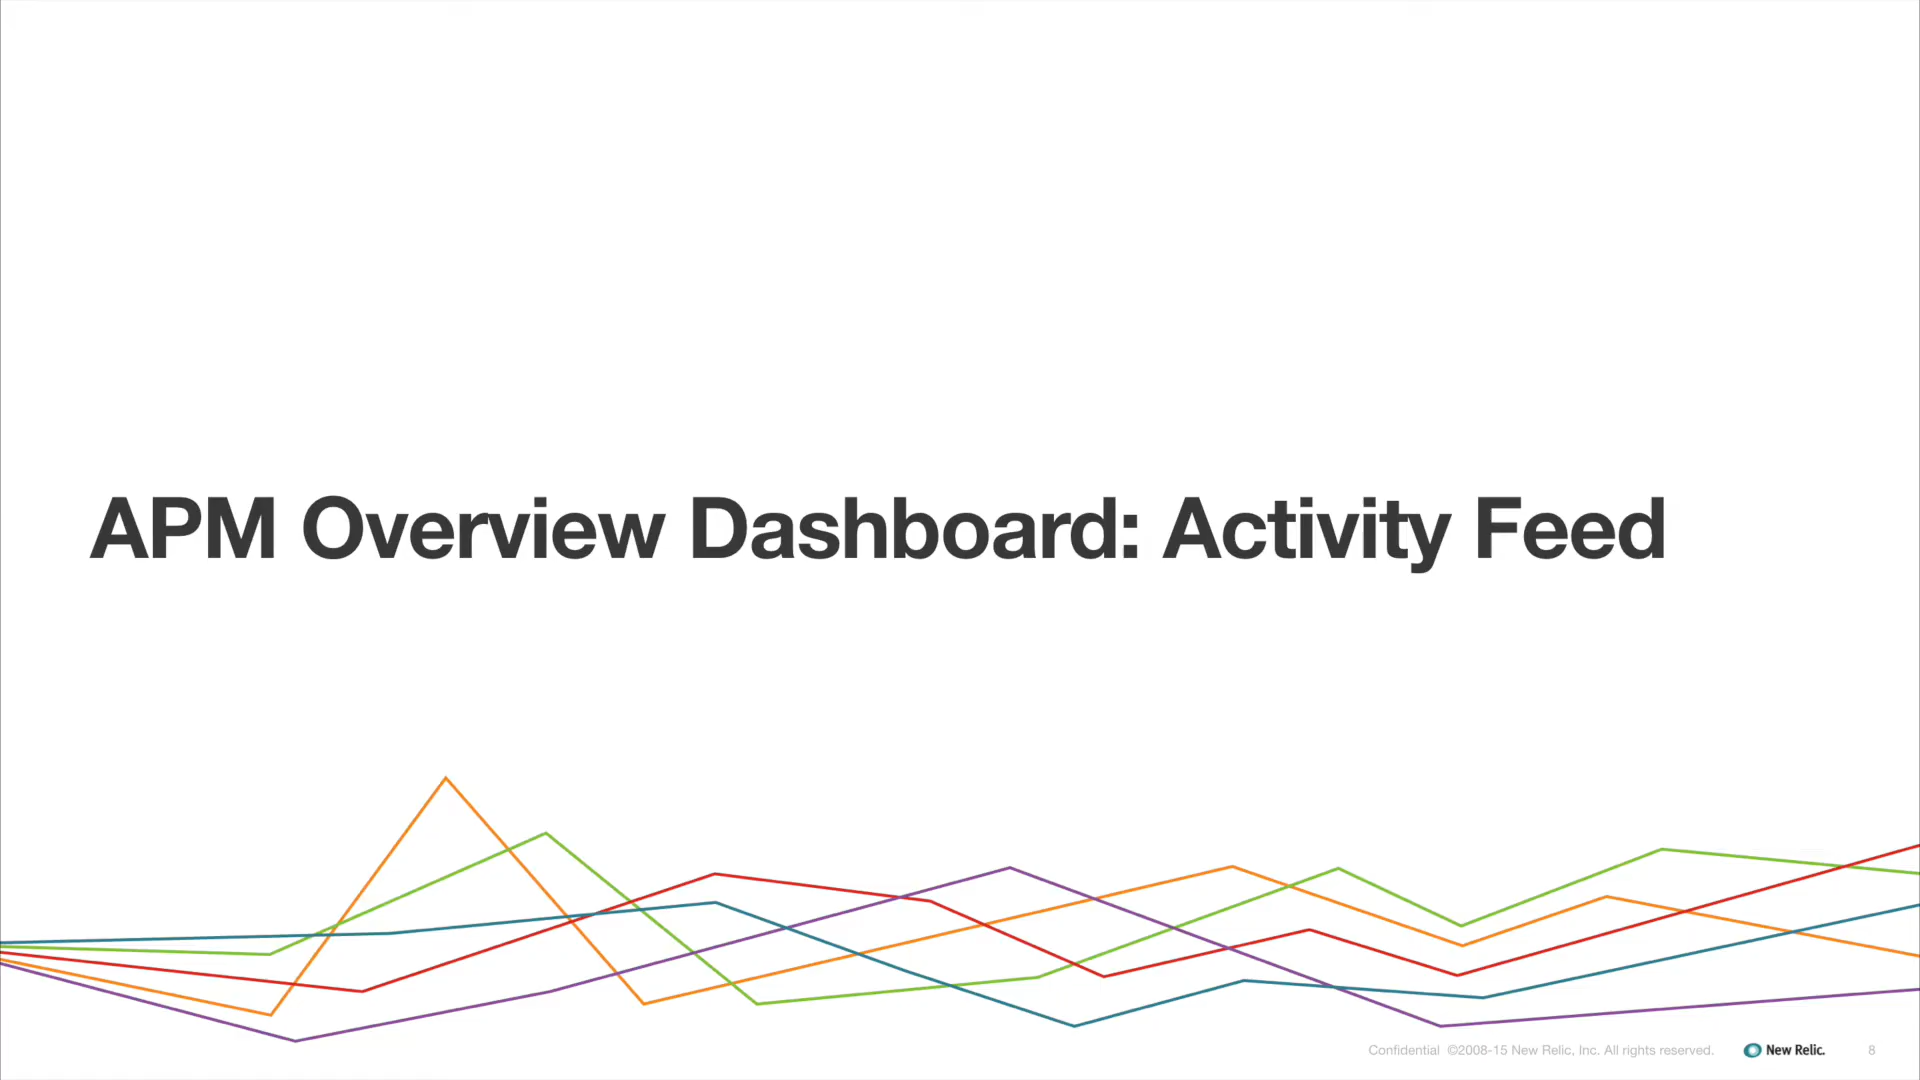 APM Overview Dashboard: Activity Feed
Confidential ©2008-15 New Relic, Inc. All rights reserved. New Relic. 8